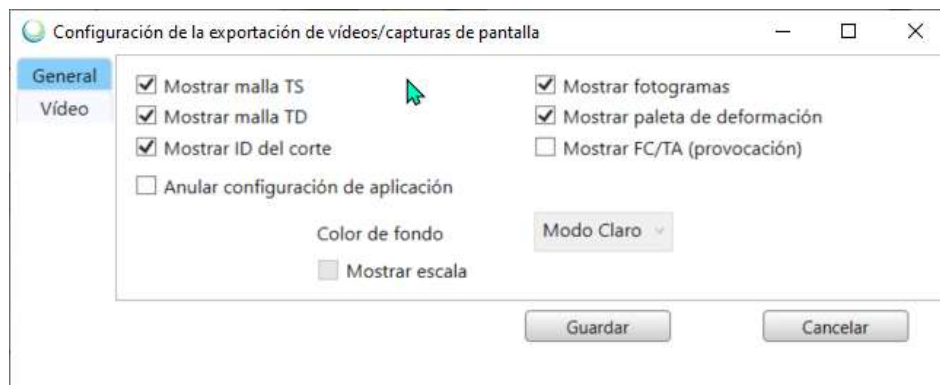 Configuración de la exportación de vídeos/capturas de pantalla
General
Vídeo
Mostrar malla TS
Mostrar fotogramas
Mostrar malla TD
Mostrar paleta de deformación
Mostrar ID del corte
Mostrar FC/TA (provocación)
Anular configuración de aplicación
Color de fondo
Modo Claro
Mostrar escala
Guardar
Cancelar